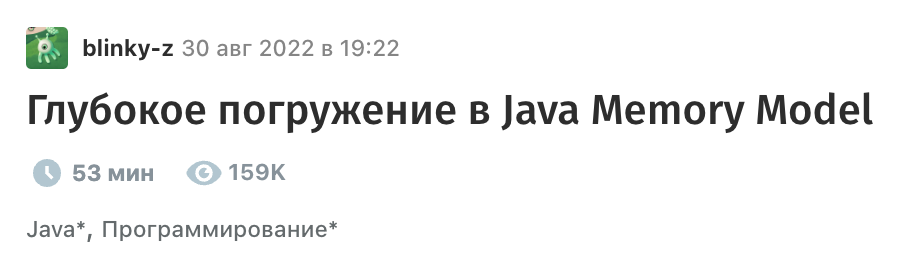 blinky-z 30 авг 2022 в 19:22
Глубокое погружение в Java Memory Model
53 мин 159K
Java*, Программирование*